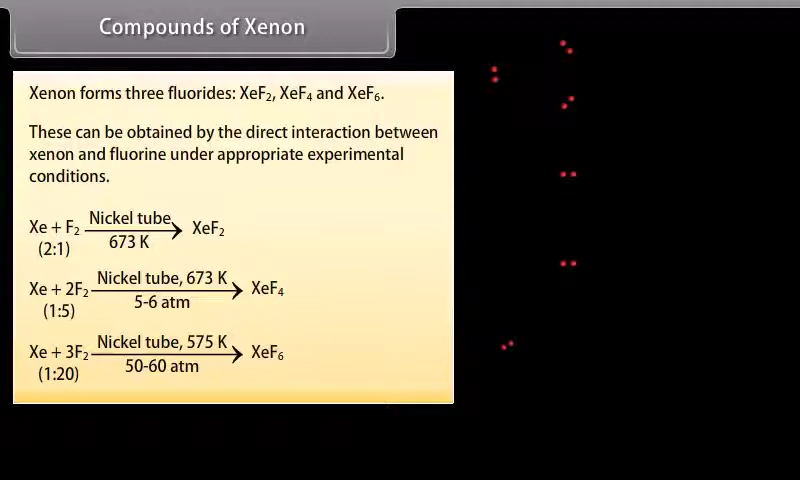 Compounds of Xenon
Xenon forms three fluorides: XeF₂, XeF₄ and XeF₆.
These can be obtained by the direct interaction between
xenon and fluorine under appropriate experimental
conditions.
Xe + F₂ Nickel tube, 673 K → XeF₂
(2:1)
Xe + 2F₂ Nickel tube, 673 K 5-6 atm → XeF₄
(1:5)
Xe + 3F₂ Nickel tube, 575 K 50-60 atm → XeF₆
(1:20)